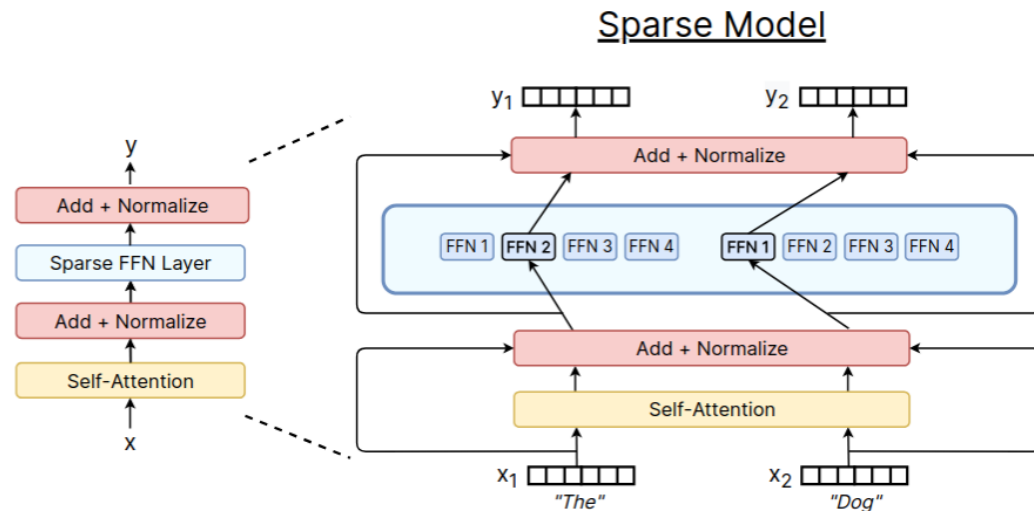 Sparse Model
y
Add + Normalize
Sparse FFN Layer
Add + Normalize
Self-Attention
x
y1 y2
Add + Normalize
FFN 1 FFN 2 FFN 3 FFN 4 FFN 1 FFN 2 FFN 3 FFN 4
Add + Normalize
Self-Attention
x1 x2
"The" "Dog"